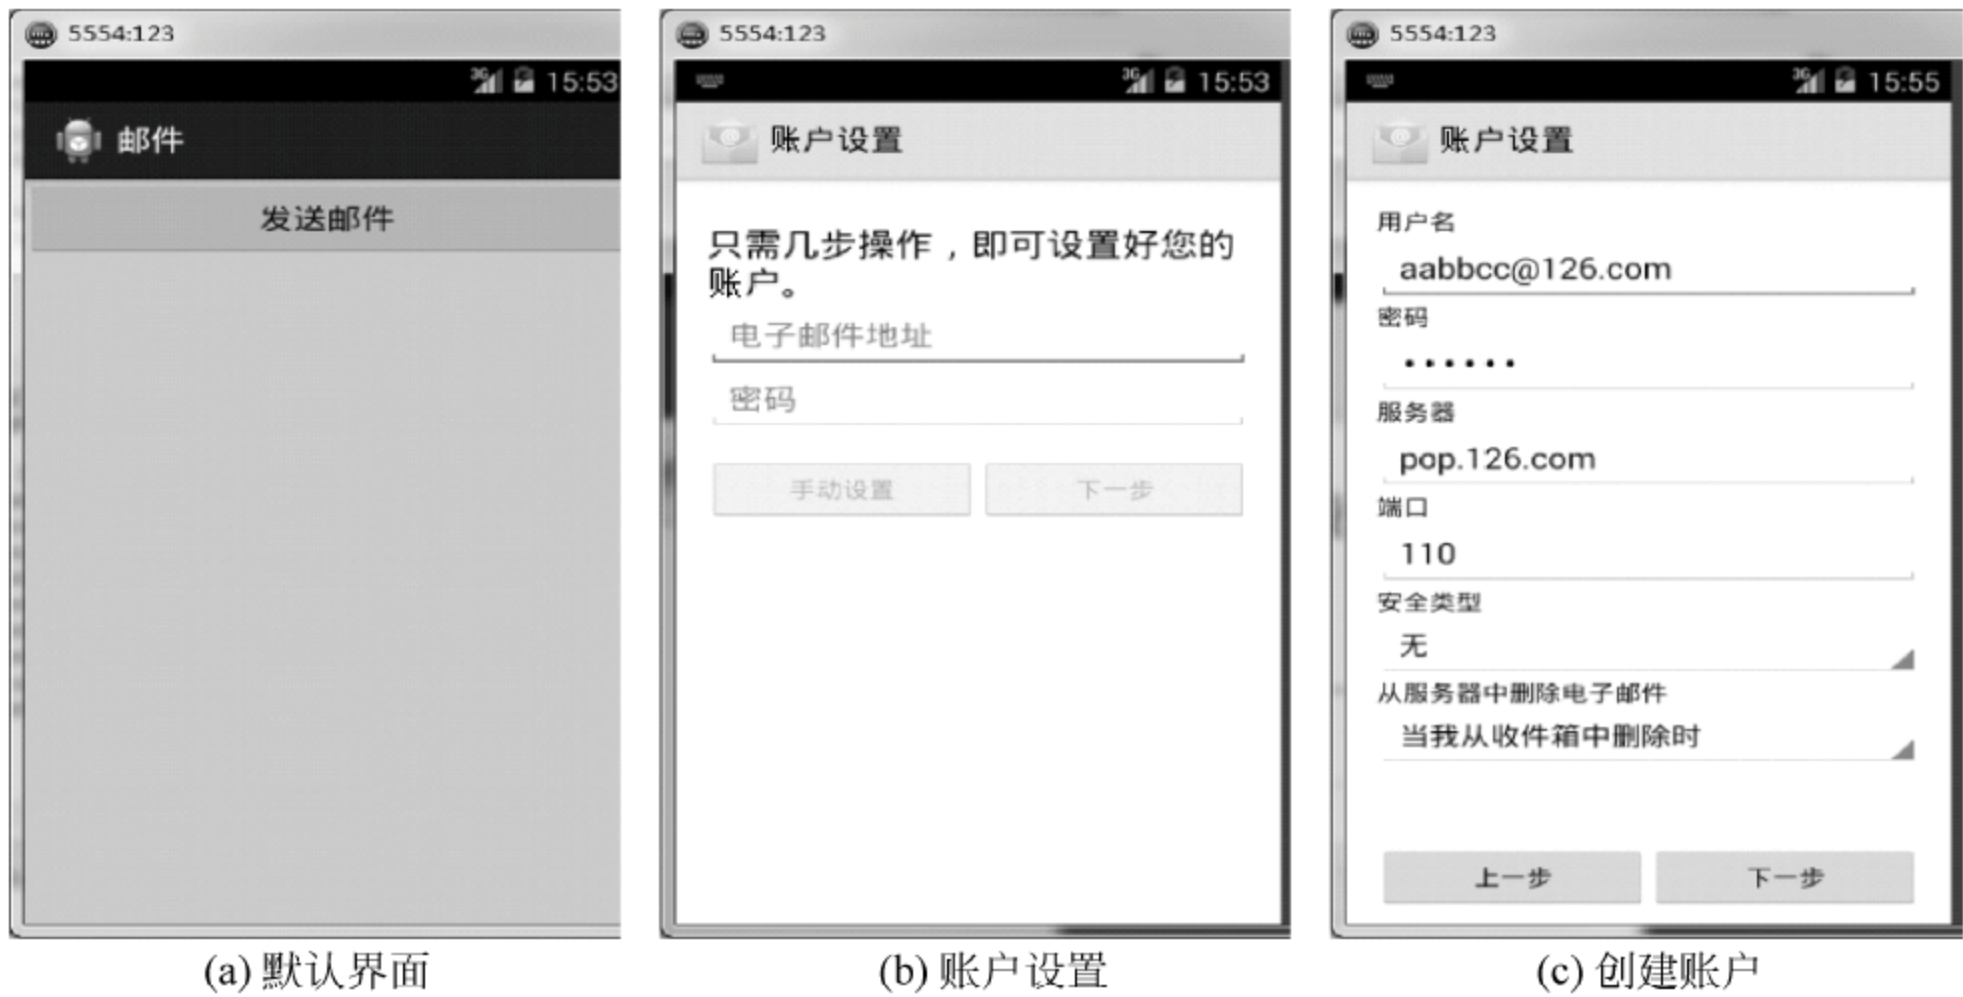 5554:123
3G 15:53
邮件
发送邮件
(a) 默认界面
5554:123
3G 15:53
账户设置
只需几步操作，即可设置好您的
账户。
电子邮件地址
密码
手动设置 下一步
(b) 账户设置
5554:123
3G 15:55
账户设置
用户名
aabbcc@126.com
密码
••••••
服务器
pop.126.com
端口
110
安全类型
无
从服务器中删除电子邮件
当我从收件箱中删除时
上一步 下一步
(c) 创建账户